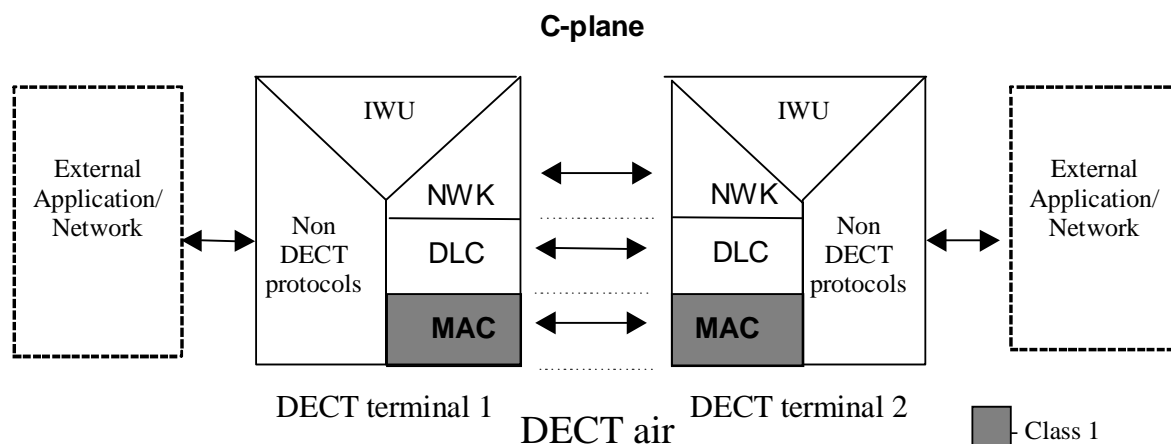 C-plane
External
Application/
Network
IWU
Non
DECT
protocols
NWK
DLC
MAC
IWU
NWK
DLC
MAC
Non
DECT
protocols
External
Application/
Network
DECT terminal 1
DECT air
DECT terminal 2
- Class 1